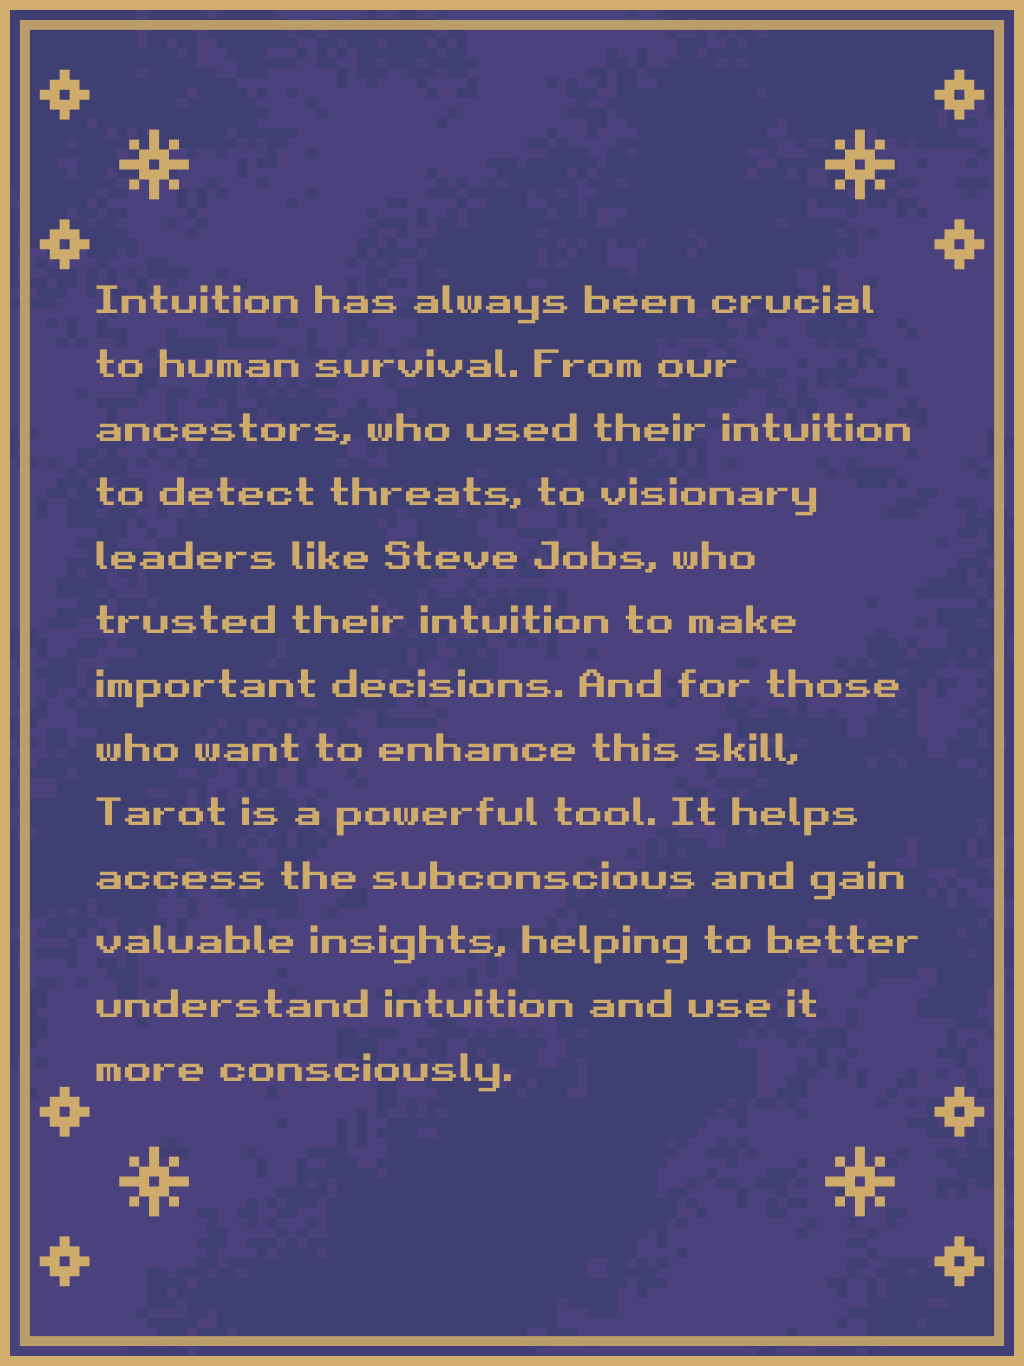 Intuition has always been crucial
to human survival. From our
ancestors, who used their intuition
to detect threats, to visionary
leaders like Steve Jobs, who
trusted their intuition to make
important decisions. And for those
who want to enhance this skill,
Tarot is a powerful tool. It helps
access the subconscious and gain
valuable insights, helping to better
understand intuition and use it
more consciously.